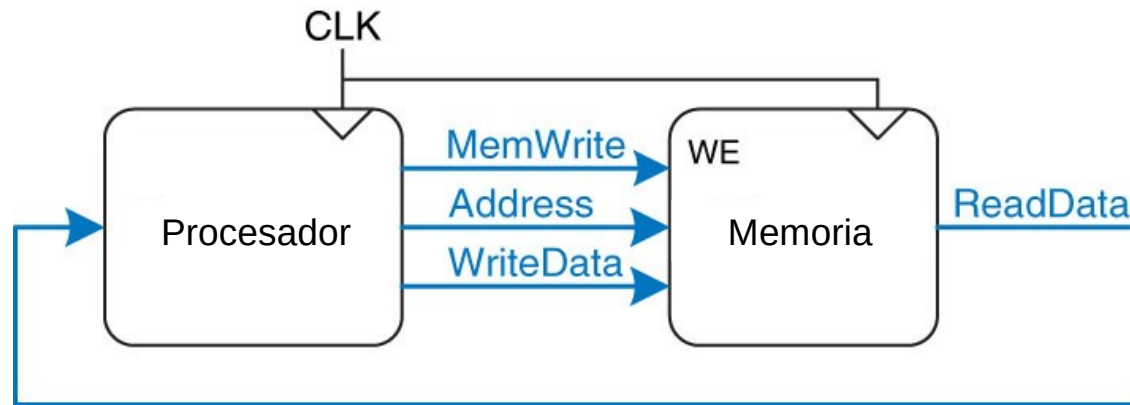 CLK
MemWrite
WE
Address
ReadData
Procesador
Memoria
WriteData